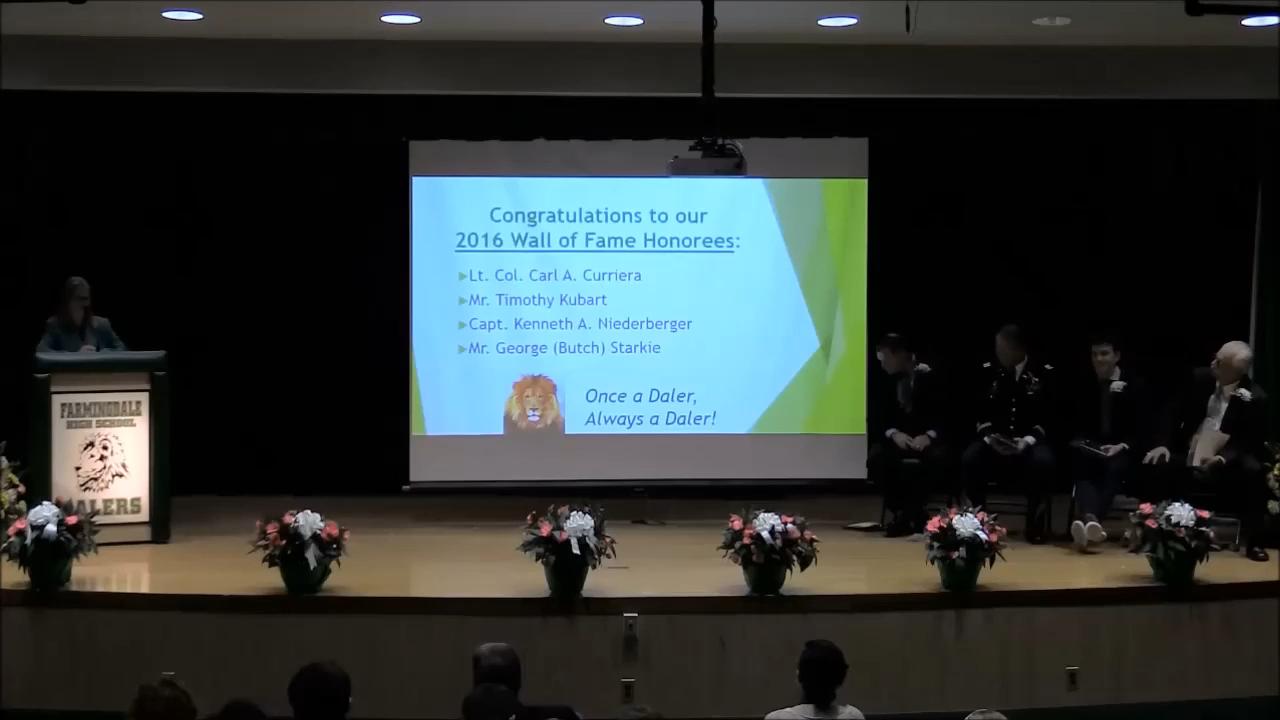 Congratulations to our
2016 Wall of Fame Honorees:
▶Lt. Col. Carl A. Curriera
▶Mr. Timothy Kubart
▶Capt. Kenneth A. Niederberger
▶Mr. George (Butch) Starkie
Once a Daler,
Always a Daler!
FARMINGDALE
HIGH SCHOOL
DALERS